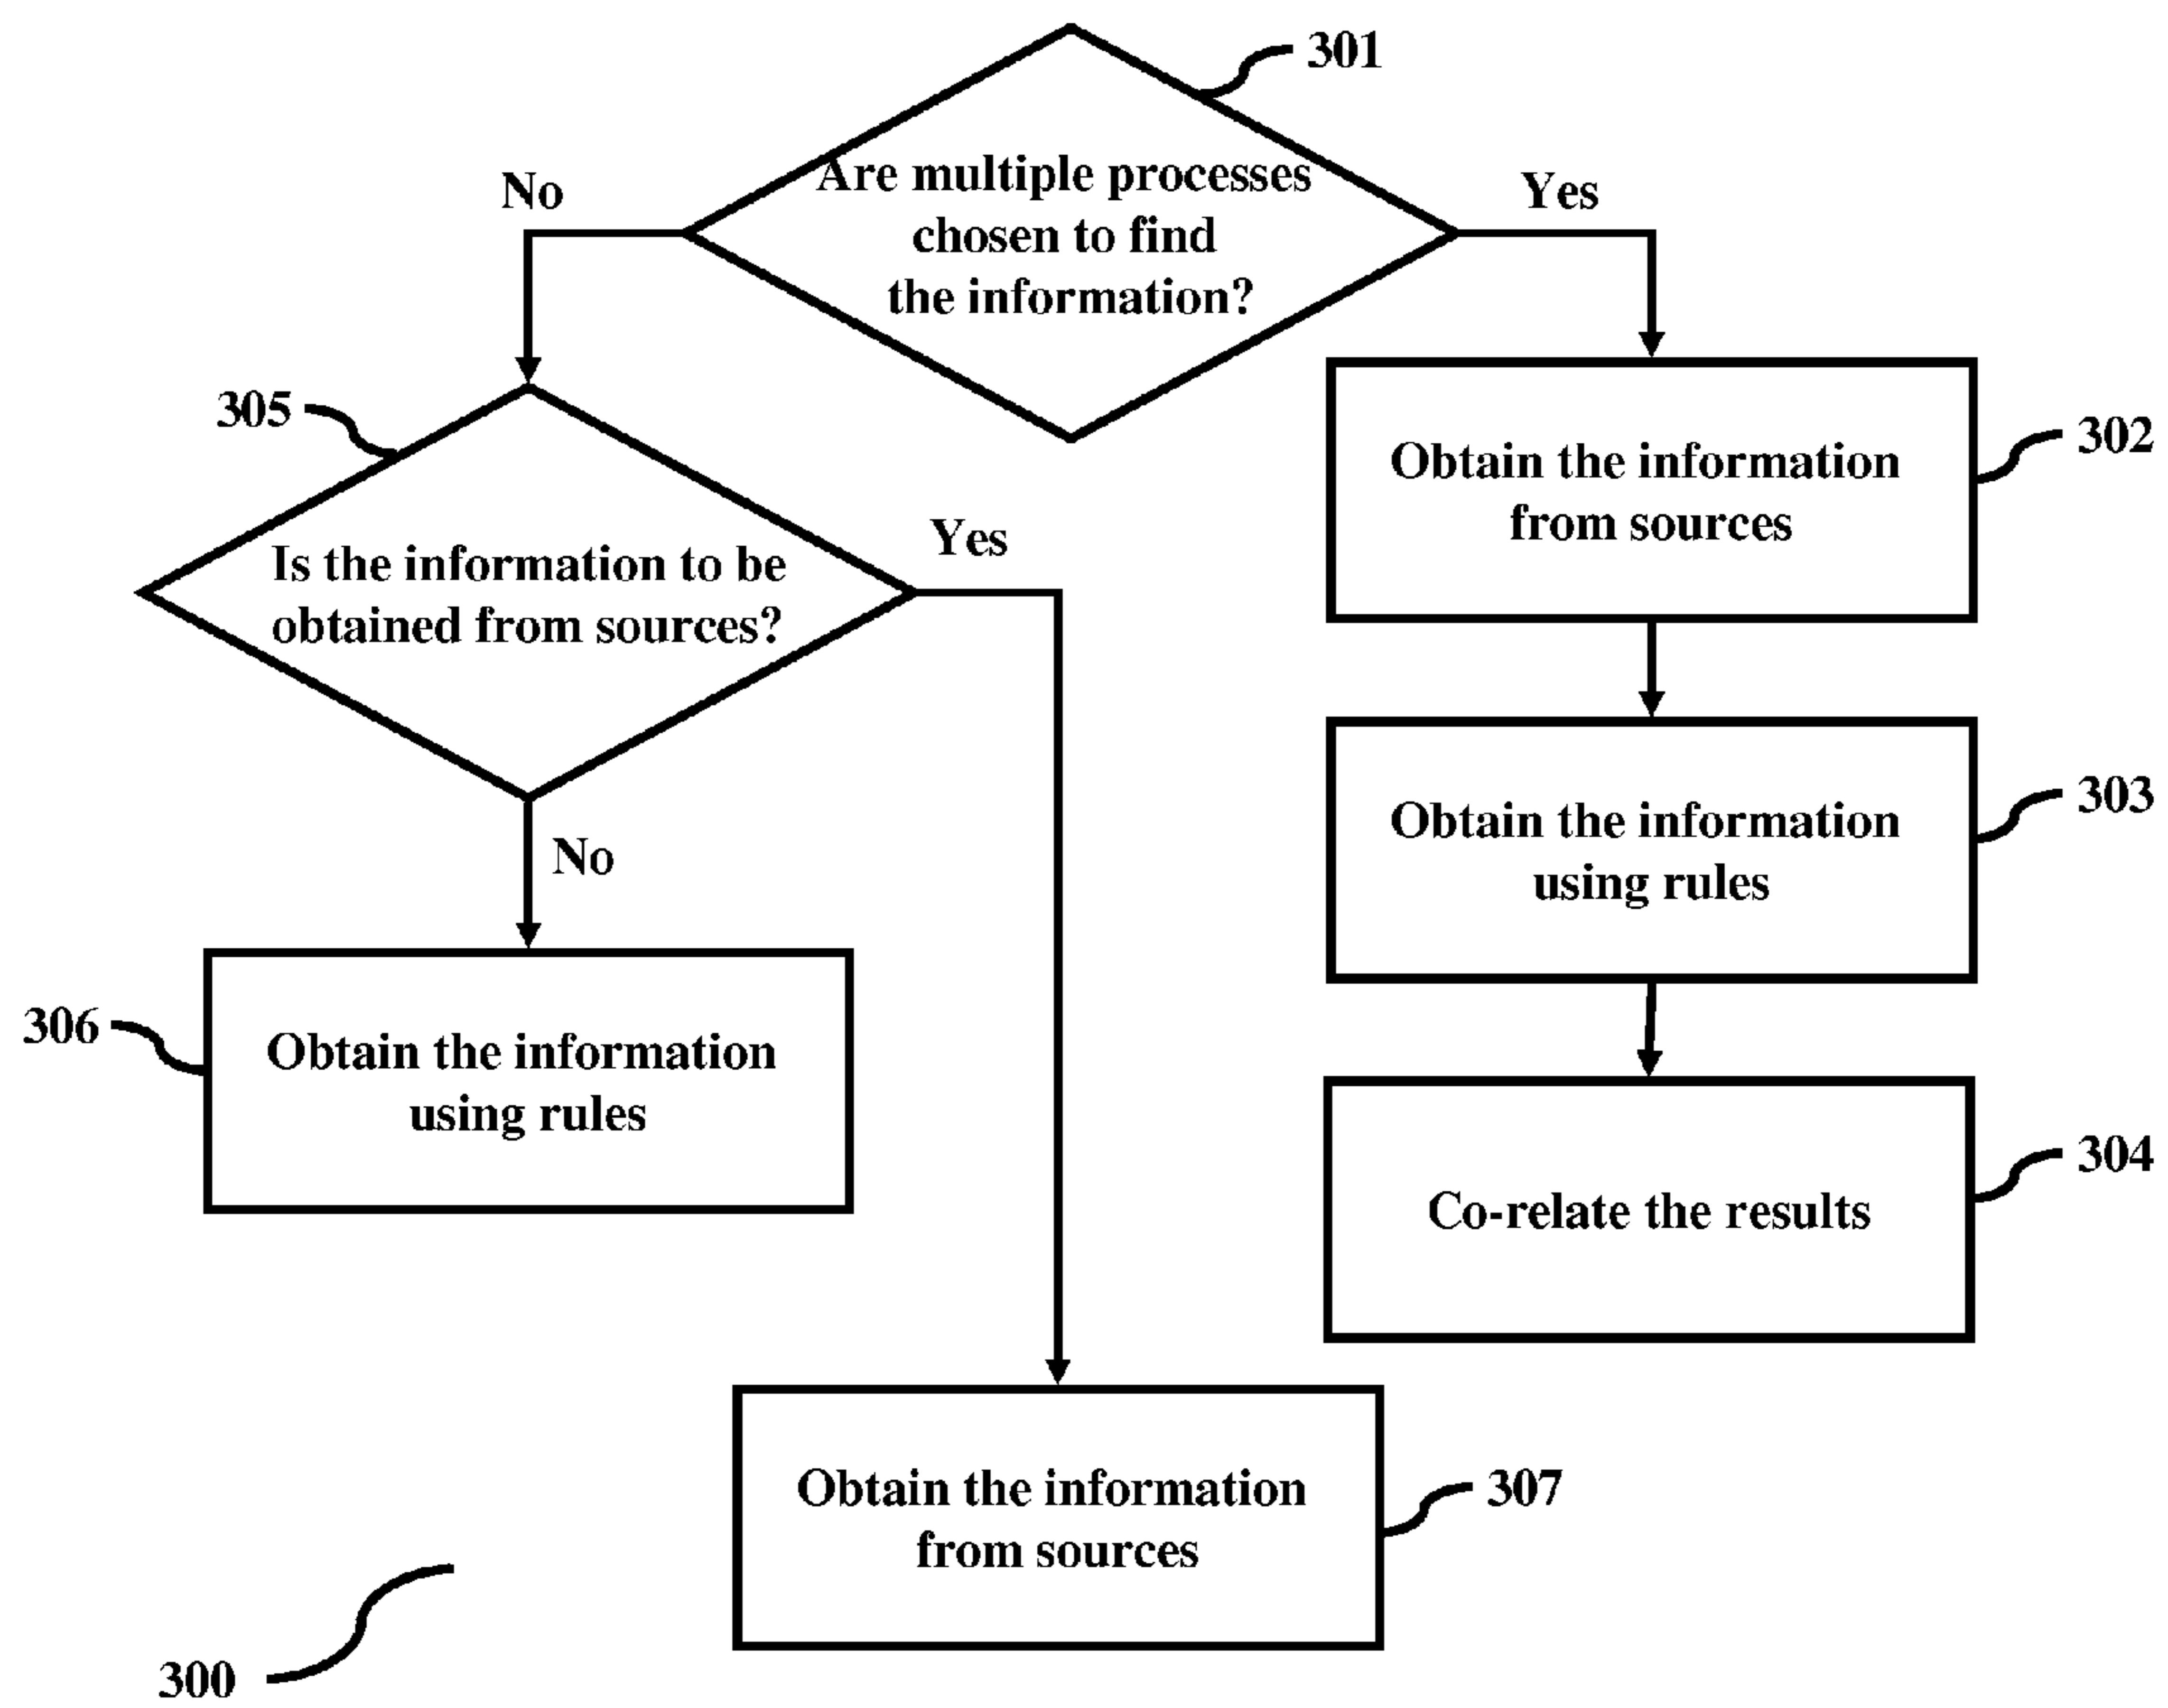 301
Are multiple processes
chosen to find
the information?
No
Yes
305
Is the information to be
obtained from sources?
Yes
No
302
Obtain the information
from sources
303
Obtain the information
using rules
304
Co-relate the results
306
Obtain the information
using rules
307
Obtain the information
from sources
300